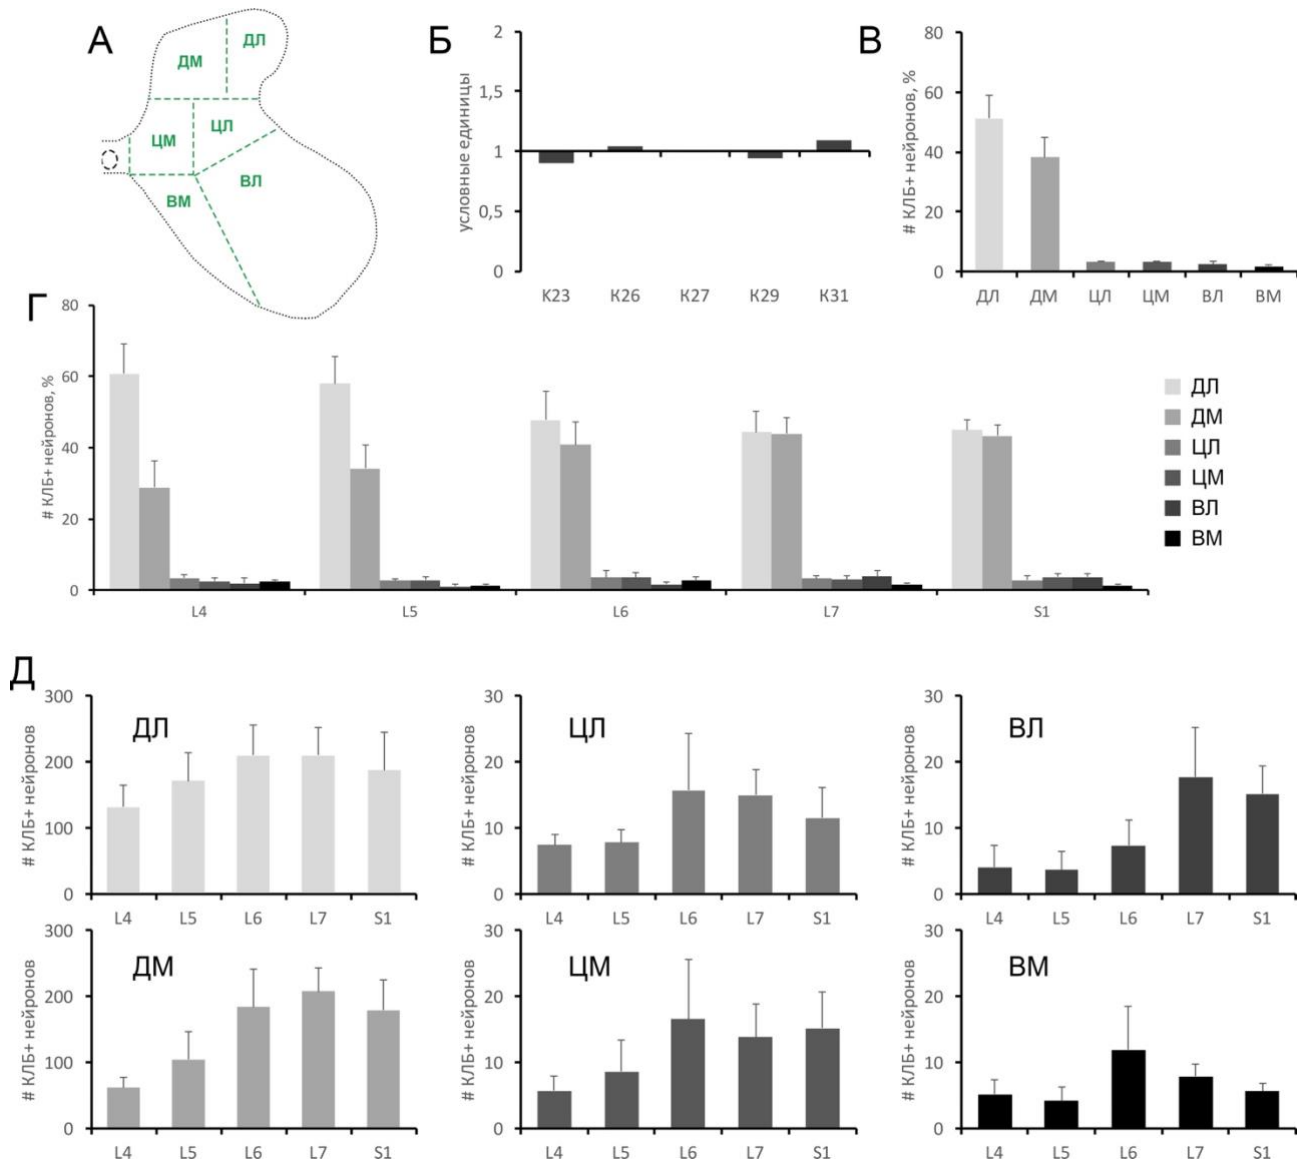 А
ДЛ
ДМ
ЦМ
ЦЛ
ВЛ
ВМ
Б
условные единицы
2
1,5
1
0,5
0
К23
К26
К27
К29
К31
В
# КЛБ+ нейронов, %
80
60
40
20
0
ДЛ
ДМ
ЦЛ
ЦМ
ВЛ
ВМ
Г
# КЛБ+ нейронов, %
80
60
40
20
0
L4
L5
L6
L7
S1
ДЛ
ДМ
ЦЛ
ЦМ
ВЛ
ВМ
Д
# КЛБ+ нейронов
300
200
100
0
ДЛ
L4
L5
L6
L7
S1
# КЛБ+ нейронов
30
20
10
0
ЦЛ
L4
L5
L6
L7
S1
# КЛБ+ нейронов
30
20
10
0
ВЛ
L4
L5
L6
L7
S1
# КЛБ+ нейронов
300
200
100
0
ДМ
L4
L5
L6
L7
S1
# КЛБ+ нейронов
30
20
10
0
ЦМ
L4
L5
L6
L7
S1
# КЛБ+ нейронов
30
20
10
0
ВМ
L4
L5
L6
L7
S1